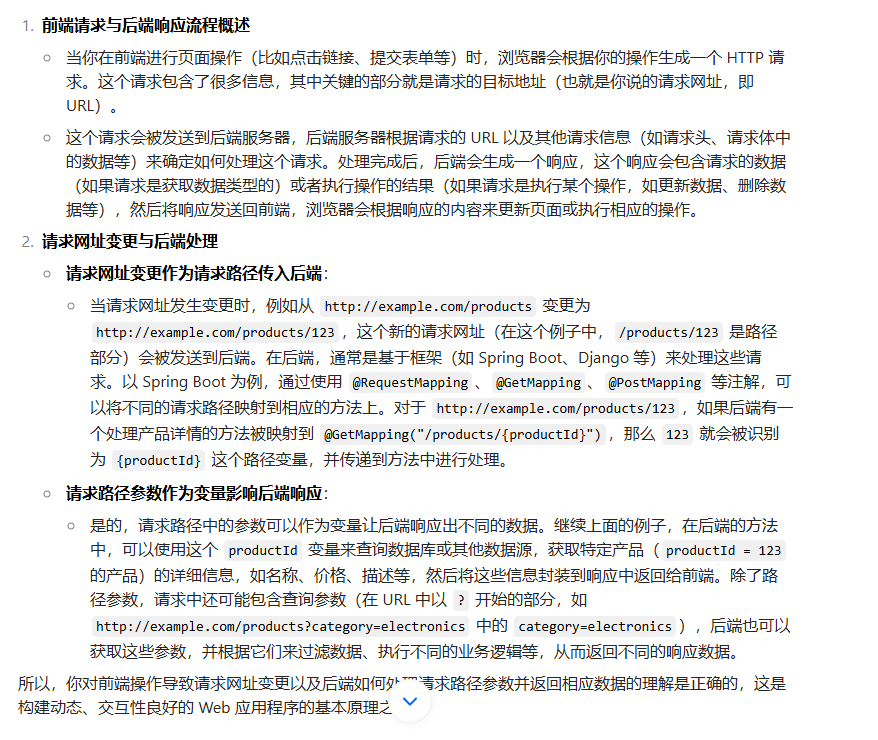 1. 前端请求与后端响应流程概述
当你在前端进行页面操作（比如点击链接、提交表单等）时，浏览器会根据你的操作生成一个 HTTP 请
求。这个请求包含了很多信息，其中关键的部分就是请求的目标地址（也就是你说的请求网址，即
URL）。
这个请求会被发送到后端服务器，后端服务器根据请求的 URL 以及其他请求信息（如请求头、请求体中
的数据等）来确定如何处理这个请求。处理完成后，后端会生成一个响应，这个响应会包含请求的数据
（如果请求是获取数据类型的）或者执行操作的结果（如果请求是执行某个操作，如更新数据、删除数
据等），然后将响应发送回前端，浏览器会根据响应的内容来更新页面或执行相应的操作。
2. 请求网址变更与后端处理
请求网址变更作为请求路径传入后端：
当请求网址发生变更时，例如从 http://example.com/products 变更为
http://example.com/products/123 ，这个新的请求网址（在这个例子中， /products/123 是路径
部分）会被发送到后端。在后端，通常是基于框架（如 Spring Boot、Django 等）来处理这些请
求。以 Spring Boot 为例，通过使用 @RequestMapping 、 @GetMapping 、 @PostMapping 等注解，可
以将不同的请求路径映射到相应的方法上。对于 http://example.com/products/123 ，如果后端有一
个处理产品详情的方法被映射到 @GetMapping("/products/{productId}") ，那么 123 就会被识别
为 {productId} 这个路径变量，并传递到方法中进行处理。
请求路径参数作为变量影响后端响应：
是的，请求路径中的参数可以作为变量让后端响应出不同的数据。继续上面的例子，在后端的方法
中，可以使用这个 productId 变量来查询数据库或其他数据源，获取特定产品（ productId = 123
的产品）的详细信息，如名称、价格、描述等，然后将这些信息封装到响应中返回给前端。除了路
径参数，请求中还可能包含查询参数（在 URL 中以 ? 开始的部分，如
http://example.com/products?category=electronics 中的 category=electronics ），后端也可以
获取这些参数，并根据它们来过滤数据、执行不同的业务逻辑等，从而返回不同的响应数据。
所以，你对前端操作导致请求网址变更以及后端如何处理请求路径参数并返回相应数据的理解是正确的，这是
构建动态、交互性良好的 Web 应用程序的基本原理之